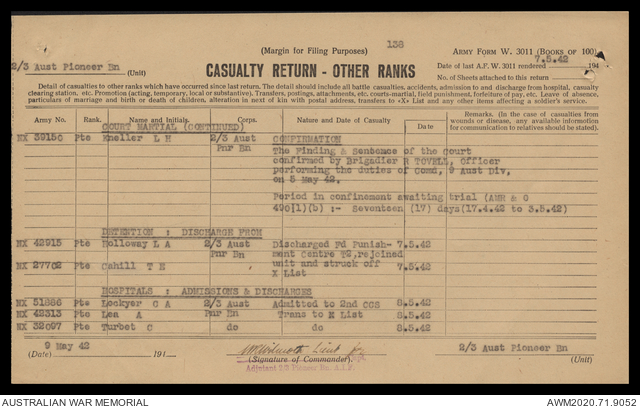 138
(Margin for Filing Purposes)
ARMY FORM W. 3011 (BOOKS OF 100)
7.5.42
2/3 Aust Pioneer Bn (Unit)
Date of last A.F.W. 3011 rendered 194
CASUALTY RETURN - OTHER RANKS
No. of Sheets attached to this return
Detail of casualties to other ranks which have occurred since last return. The detail should include all battle casualties, accidents, admission and discharge from hospital, casualty
clearing station, etc. Promotion (acting, temporary, local or substantive), Transfers, postings, attachments, etc. courts-martial, field punishment, forfeiture of pay, etc. Leave of absence,
particulars of marriage and birth or death of children, alteration in next of kin with postal address, transfers to "X" List and any other items affecting a soldier's service.
Army No. Rank. Name and Initials. Corps. Nature and Date of Casualty Date Remarks. (In the case of casualties from
wounds or disease, any available information
for communication to relatives should be stated.)
COURT MARTIAL (CONTINUED)
NX 39150 Pte Kneller L H 2/3 Aust CONFIRMATION
Pnr Bn The Finding & Sentence of the court
confirmed by Brigadier R TOVELL, Officer
performing the duties of Comd, 9 Aust Div,
on 5 May 42.
Period in confinement awaiting trial (AMR & O
490(1)(b) :- Seventeen (17) days(17.4.42 to 3.5.42)
DETENTION : DISCHARGE FROM
NX 42915 Pte Holloway L A 2/3 Aust Discharged Fd Punish- 7.5.42
Pnr Bn ment Centre T2,rejoined
NX 27702 Pte Cahill T H unit and struck off 7.5.42
X List
HOSPITALS : ADMISSIONS & DISCHARGES
NX 51886 Pte Lockyer C A 2/3 Aust Admitted to 2nd CCS 8.5.42
NX 42313 Pte Lea A Pnr Bn Trans to X List 8.5.42
NX 32097 Pte Turbet C do do 8.5.42
9 May 42
(Date) 194
Lieut for
(Signature of Commander)
Adjutant 2/3 Pioneer Bn. A.I.F.
2/3 Aust Pioneer Bn
(Unit)
AUSTRALIAN WAR MEMORIAL
AWM2020.71.9052